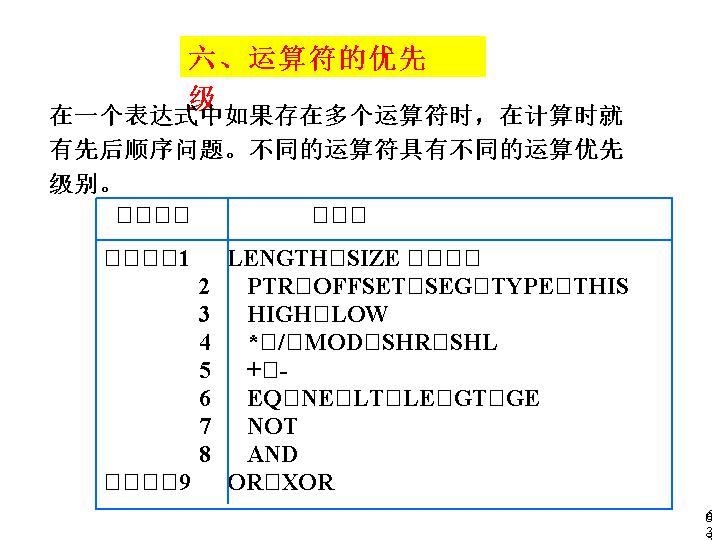 六、运算符的优先
级
在一个表达式中如果存在多个运算符时，在计算时就
有先后顺序问题。不同的运算符具有不同的运算优先
级别。
□□□□ □□□
□□□□1 LENGTH□SIZE □□□□
2 PTR□OFFSET□SEG□TYPE□THIS
3 HIGH□LOW
4 *□/□MOD□SHR□SHL
5 +□-
6 EQ□NE□LT□LE□GT□GE
7 NOT
8 AND
□□□□9 OR□XOR